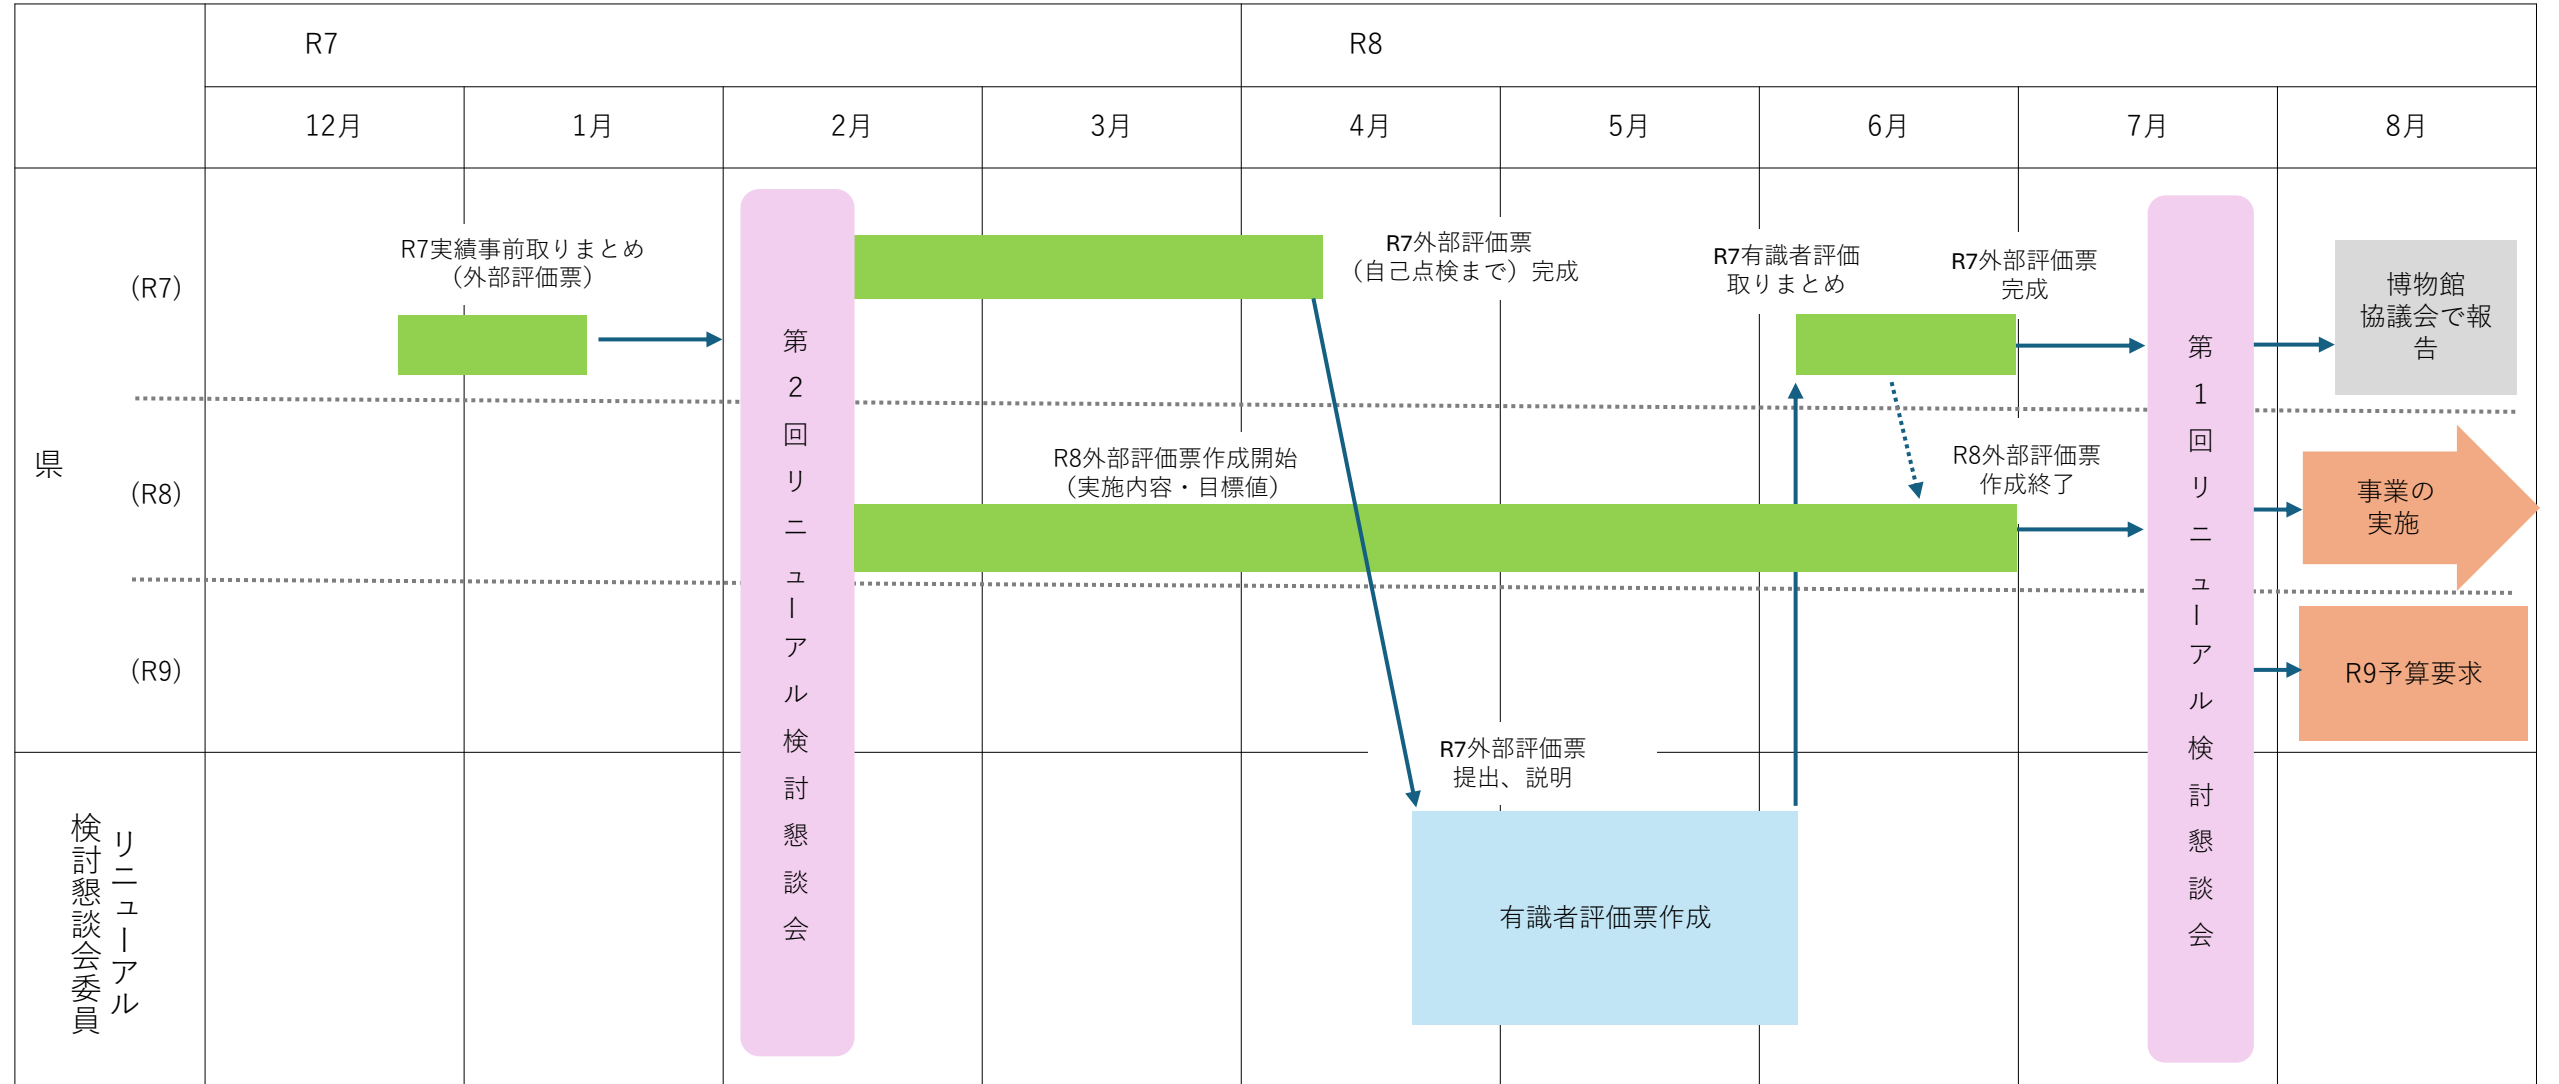 R7
R8
12月
1月
2月
3月
4月
5月
6月
7月
8月
県
(R7)
R7実績事前取りまとめ
（外部評価票）
第2回リニューアル検討懇談会
R7外部評価票
（自己点検まで）完成
R7有識者評価
取りまとめ
R7外部評価票
完成
第1回リニューアル検討懇談会
博物館
協議会で報
告
(R8)
R8外部評価票作成開始
（実施内容・目標値）
R8外部評価票
作成終了
事業の
実施
(R9)
R9予算要求
リニューアル
検討懇談会委員
R7外部評価票
提出、説明
有識者評価票作成